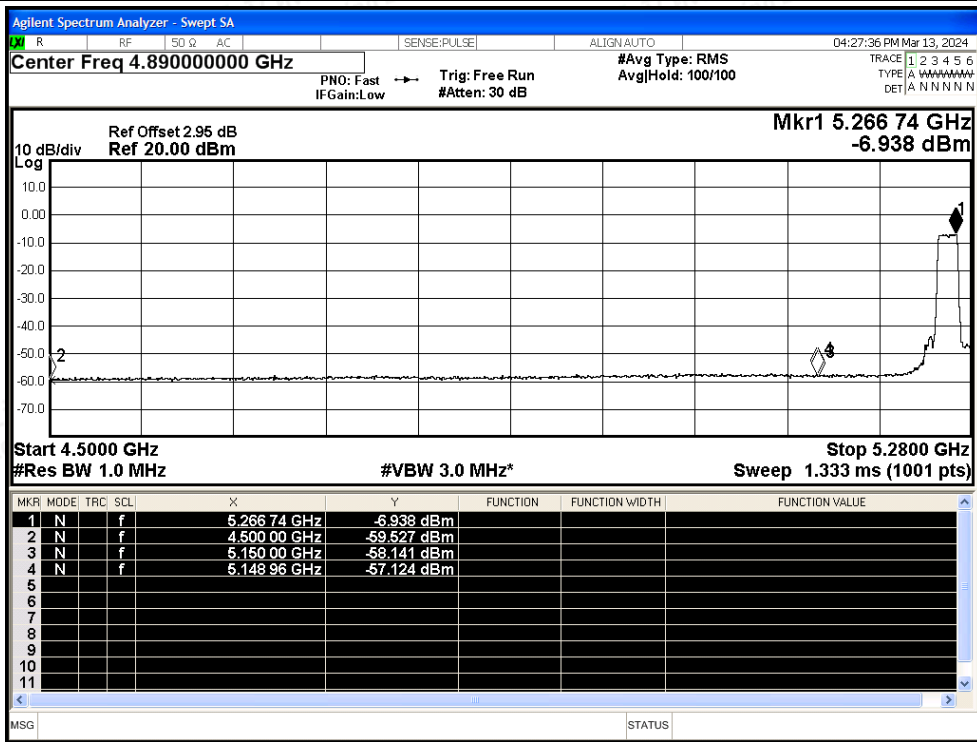 Agilent Spectrum Analyzer - Swept SA
LXI R RF 50 Ω AC SENSE:PULSE ALIGN AUTO 04:27:36 PM Mar 13, 2024
Center Freq 4.890000000 GHz #Avg Type: RMS TRACE 1 2 3 4 5 6
PNO: Fast Trig: Free Run Avg|Hold: 100/100 TYPE A WWWWW
IFGain:Low #Atten: 30 dB DET A N N N N N
Ref Offset 2.95 dB Mkr1 5.266 74 GHz
10 dB/div Ref 20.00 dBm -6.938 dBm
Log
10.0
0.00 1
-10.0
-20.0
-30.0
-40.0
-50.0 2
-60.0
-70.0
Start 4.5000 GHz Stop 5.2800 GHz
#Res BW 1.0 MHz #VBW 3.0 MHz* Sweep 1.333 ms (1001 pts)
MKR MODE TRC SCL X Y FUNCTION FUNCTION WIDTH FUNCTION VALUE
1 N f 5.266 74 GHz -6.938 dBm
2 N f 4.500 00 GHz -59.527 dBm
3 N f 5.150 00 GHz -58.141 dBm
4 N f 5.148 96 GHz -57.124 dBm
5
6
7
8
9
10
11
MSG STATUS